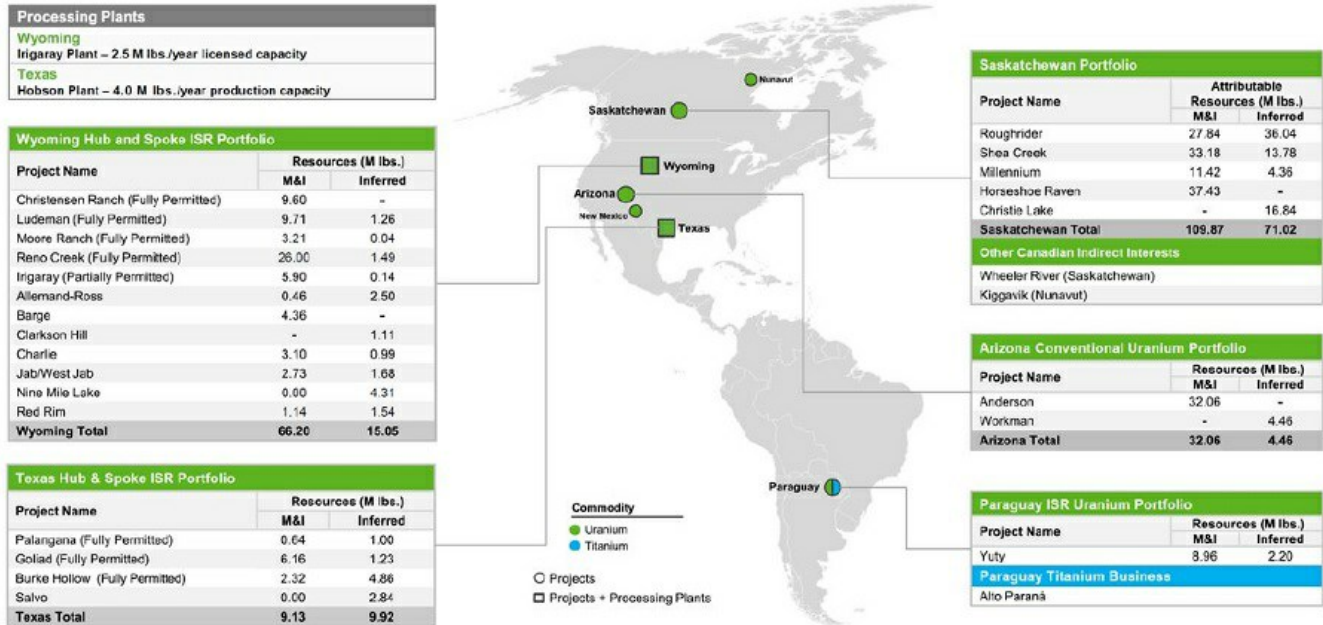 Processing Plants
Wyoming
Irigaray Plant – 2.5 M lbs./year licensed capacity
Texas
Hobson Plant – 4.0 M lbs./year production capacity
Wyoming Hub and Spoke ISR Portfolio
Project Name Resources (M lbs.)
M&I Inferred
Christensen Ranch (Fully Permitted) 9.60 -
Ludeman (Fully Permitted) 9.71 1.26
Moore Ranch (Fully Permitted) 3.21 0.04
Reno Creek (Fully Permitted) 26.00 1.49
Irigaray (Partially Permitted) 5.90 0.14
Allemand-Ross 0.46 2.50
Barge 4.36 -
Clarkson Hill - 1.11
Charlie 3.10 0.99
Jab/West Jab 2.73 1.68
Nine Mile Lake 0.00 4.31
Red Rim 1.14 1.54
Wyoming Total 66.20 15.05
Texas Hub & Spoke ISR Portfolio
Project Name Resources (M lbs.)
M&I Inferred
Palangana (Fully Permitted) 0.64 1.00
Goliad (Fully Permitted) 6.16 1.23
Burke Hollow (Fully Permitted) 2.32 4.86
Salvo 0.00 2.84
Texas Total 9.13 9.92
Nunavut
Saskatchewan
Wyoming
Arizona
New Mexico
Texas
Paraguay
Commodity
Uranium
Titanium
Projects
Projects + Processing Plants
Saskatchewan Portfolio
Project Name Attributable Resources (M lbs.)
M&I Inferred
Roughrider 27.84 36.04
Shea Creek 33.18 13.78
Millennium 11.42 4.36
Horseshoe Raven 37.43 -
Christie Lake - 16.84
Saskatchewan Total 109.87 71.02
Other Canadian Indirect Interests
Wheeler River (Saskatchewan)
Kiggavik (Nunavut)
Arizona Conventional Uranium Portfolio
Project Name Resources (M lbs.)
M&I Inferred
Anderson 32.06 -
Workman - 4.46
Arizona Total 32.06 4.46
Paraguay ISR Uranium Portfolio
Project Name Resources (M lbs.)
M&I Inferred
Yuty 8.96 2.20
Paraguay Titanium Business
Alto Paraná